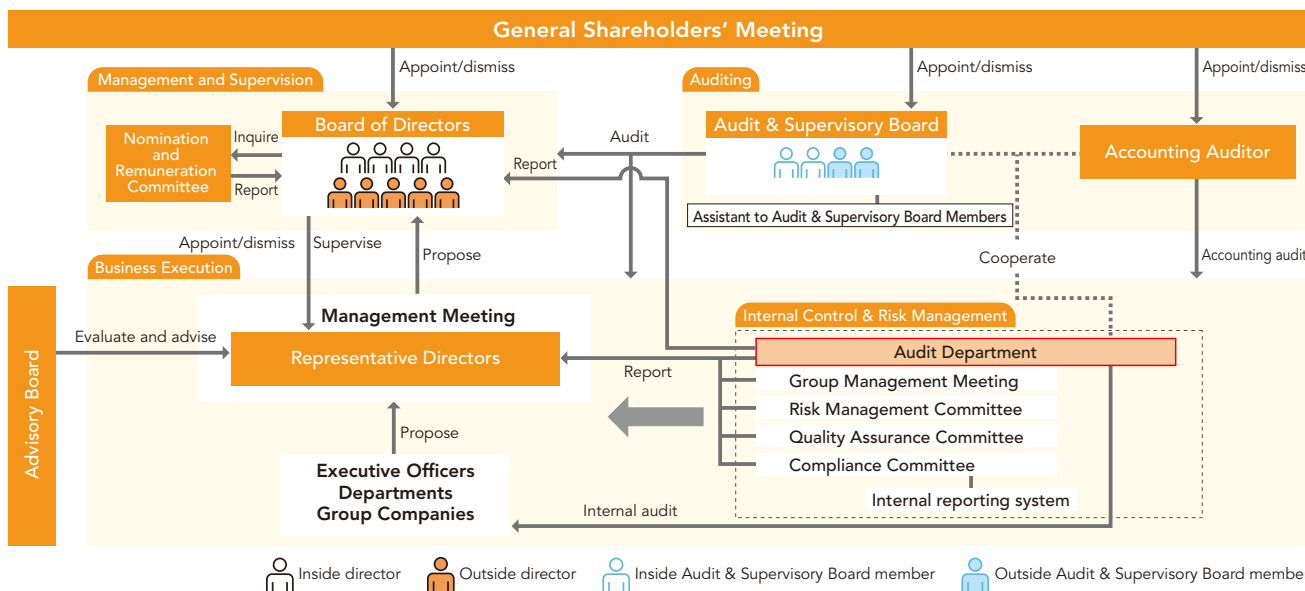 General Shareholders’ Meeting
Management and Supervision
Appoint/dismiss
Auditing
Appoint/dismiss
Appoint/dismiss
Nomination
and
Remuneration
Committee
Inquire
Report
Board of Directors
Audit
Report
Audit & Supervisory Board
Accounting Auditor
Assistant to Audit & Supervisory Board Members
Appoint/dismiss
Supervise
Propose
Cooperate
Accounting audit
Business Execution
Advisory Board
Evaluate and advise
Management Meeting
Representative Directors
Report
Internal Control & Risk Management
Audit Department
Group Management Meeting
Risk Management Committee
Quality Assurance Committee
Compliance Committee
Internal reporting system
Propose
Executive Officers
Departments
Group Companies
Internal audit
Inside director
Outside director
Inside Audit & Supervisory Board member
Outside Audit & Supervisory Board membe